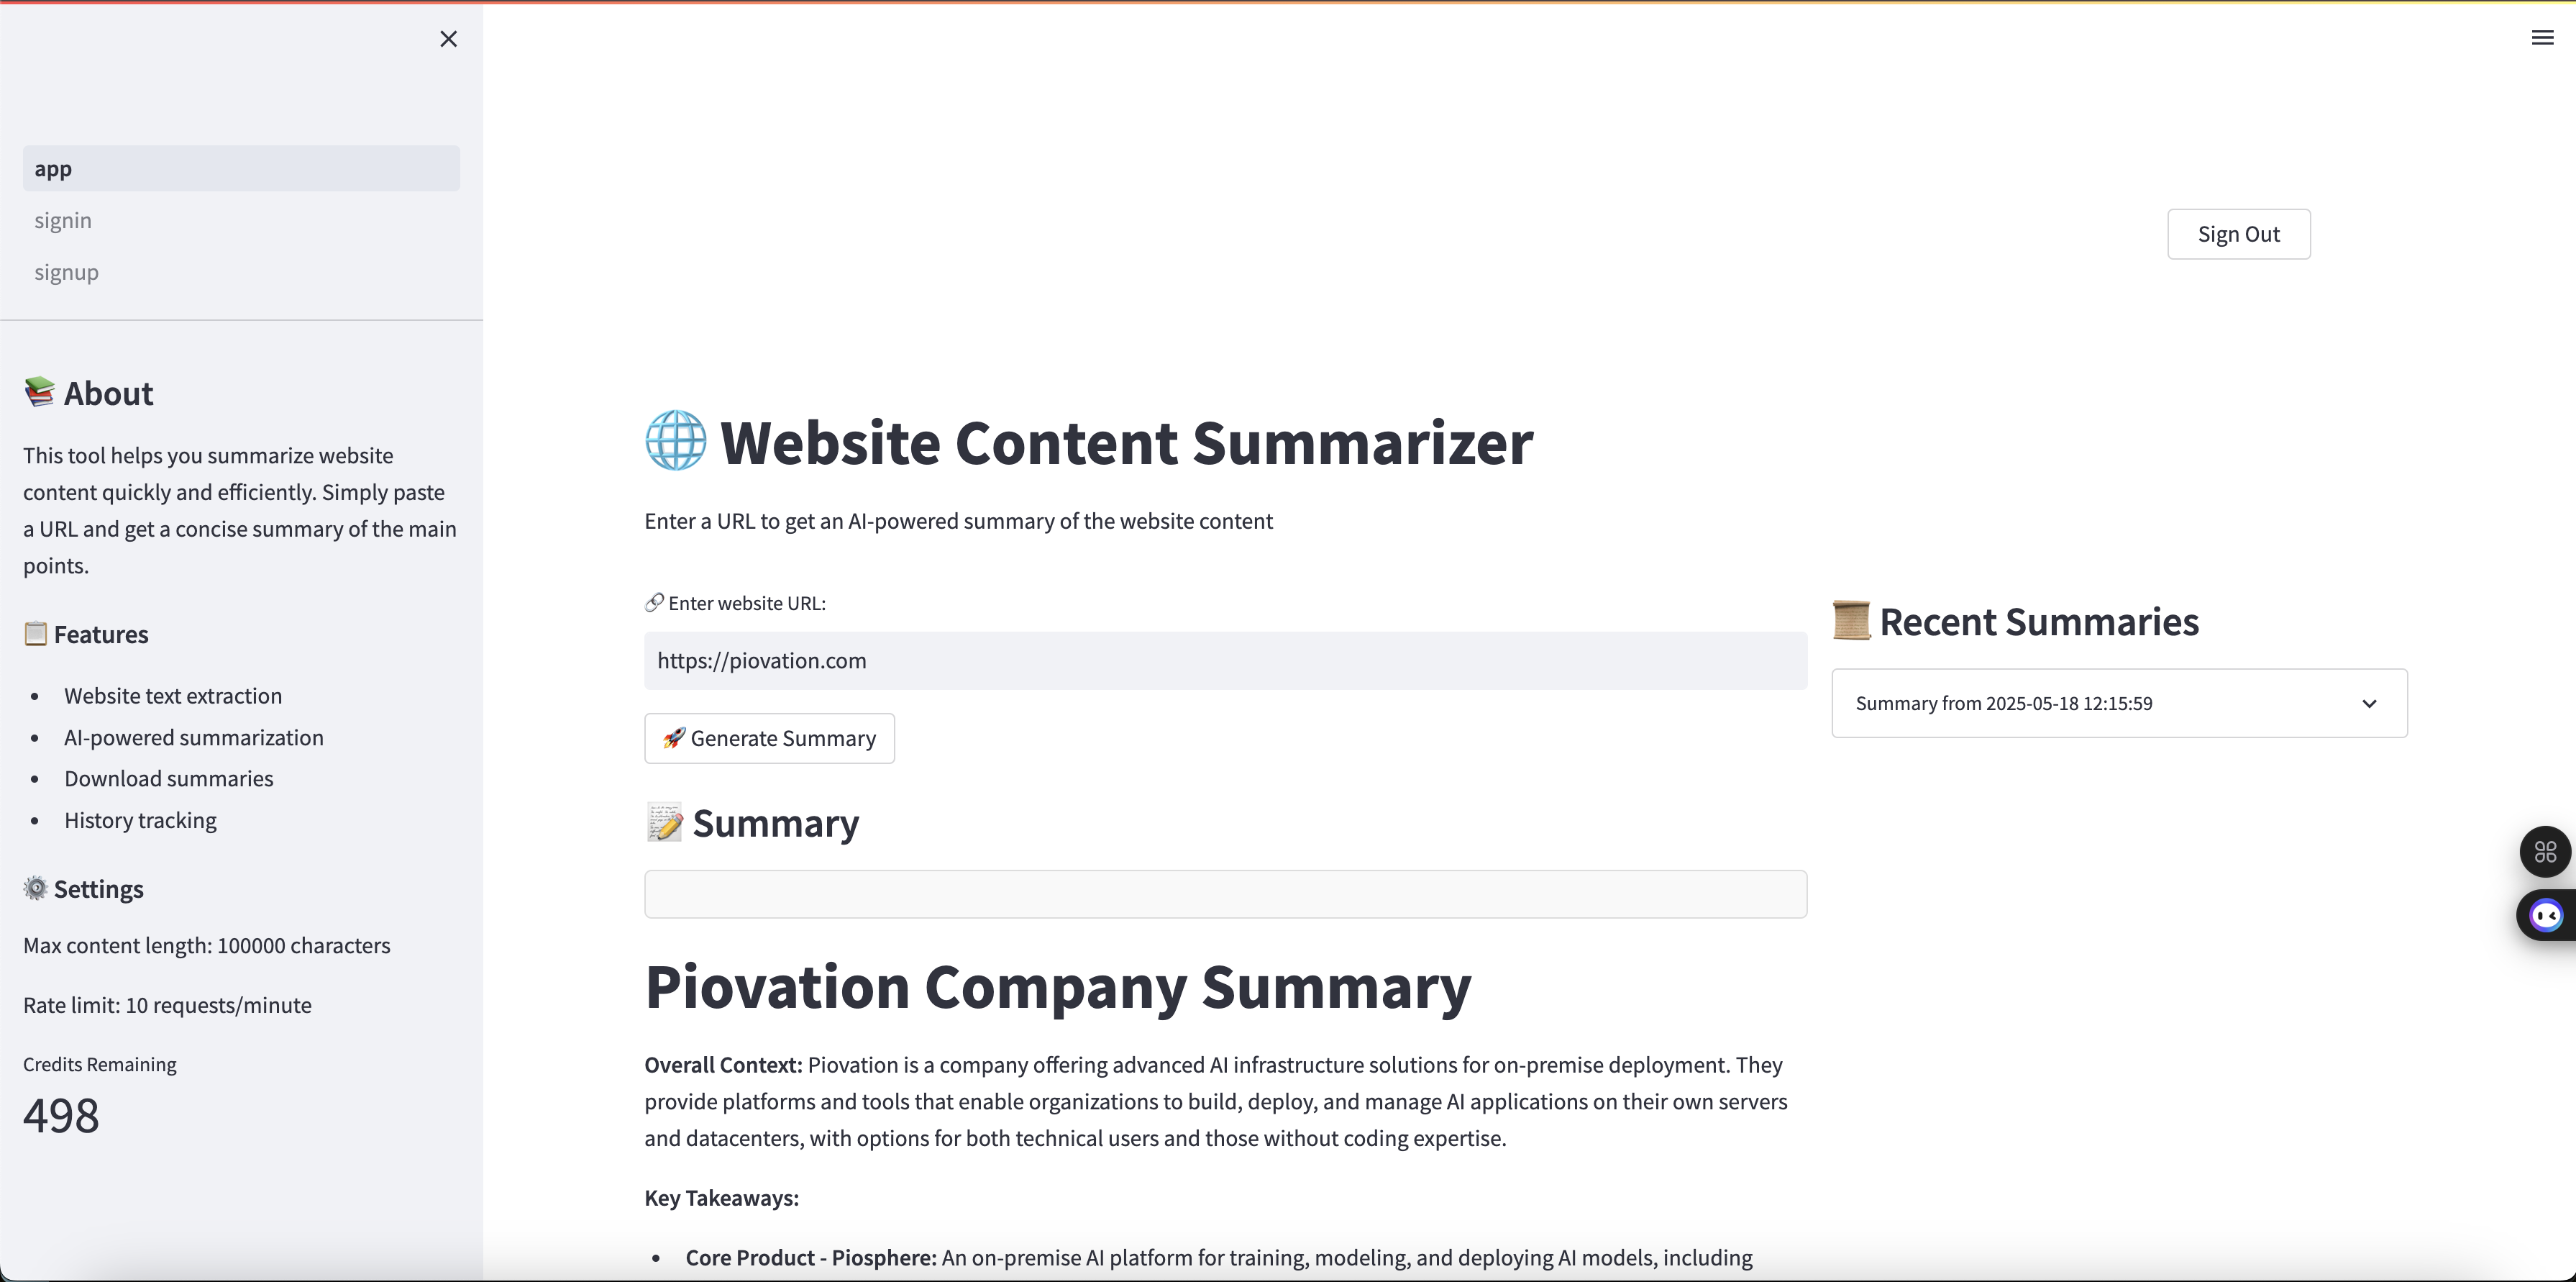 app
signin
signup
📚 About
This tool helps you summarize website
content quickly and efficiently. Simply paste
a URL and get a concise summary of the main
points.
📋 Features
• Website text extraction
• AI-powered summarization
• Download summaries
• History tracking
⚙️ Settings
Max content length: 100000 characters
Rate limit: 10 requests/minute
Credits Remaining
498
Sign Out
🌐 Website Content Summarizer
Enter a URL to get an AI-powered summary of the website content
🔗 Enter website URL:
https://piovation.com
🚀 Generate Summary
📝 Summary
Piovation Company Summary
Overall Context: Piovation is a company offering advanced AI infrastructure solutions for on-premise deployment. They
provide platforms and tools that enable organizations to build, deploy, and manage AI applications on their own servers
and datacenters, with options for both technical users and those without coding expertise.
Key Takeaways:
• Core Product - Piosphere: An on-premise AI platform for training, modeling, and deploying AI models, including
📜 Recent Summaries
Summary from 2025-05-18 12:15:59